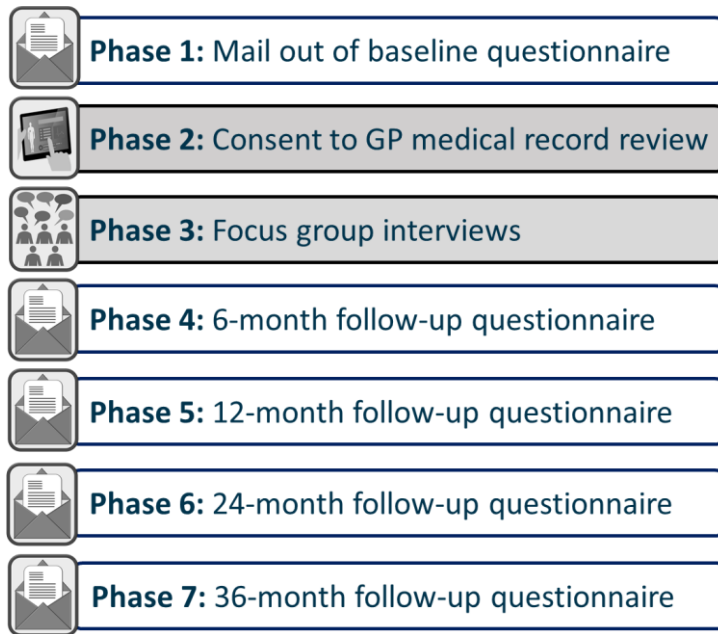 Phase 1: Mail out of baseline questionnaire
Phase 2: Consent to GP medical record review
Phase 3: Focus group interviews
Phase 4: 6-month follow-up questionnaire
Phase 5: 12-month follow-up questionnaire
Phase 6: 24-month follow-up questionnaire
Phase 7: 36-month follow-up questionnaire